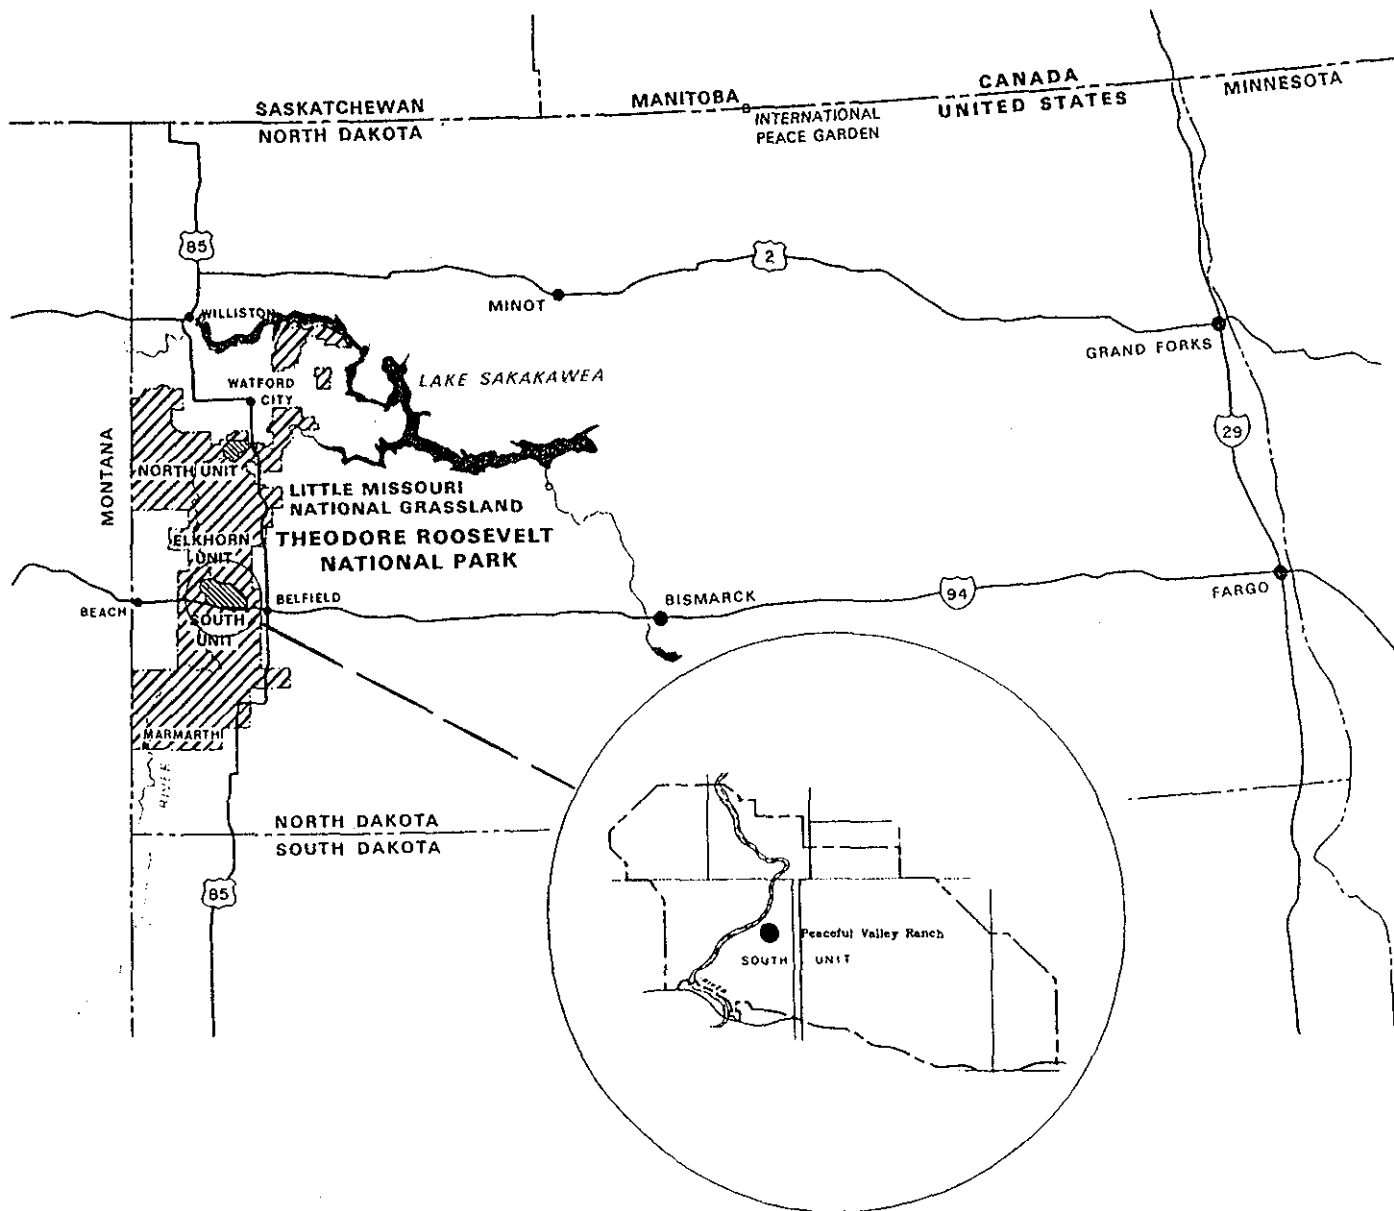 CANADA
MANITOBA
MINNESOTA
SASKATCHEWAN
UNITED STATES
INTERNATIONAL
PEACE GARDEN
NORTH DAKOTA
85
2
MINOT
WILLISTON
GRAND FORKS
LAKE SAKAKAWEA
WATFORD
CITY
29
MONTANA
NORTH UNIT
LITTLE MISSOURI
NATIONAL GRASSLAND
ELKHORN
UNIT
THEODORE ROOSEVELT
NATIONAL PARK
BEACH
BELFIELD
BISMARCK
94
FARGO
SOUTH
UNIT
MARMARTH
RIVER
NORTH DAKOTA
SOUTH DAKOTA
85
Peaceful Valley Ranch
SOUTH UNIT